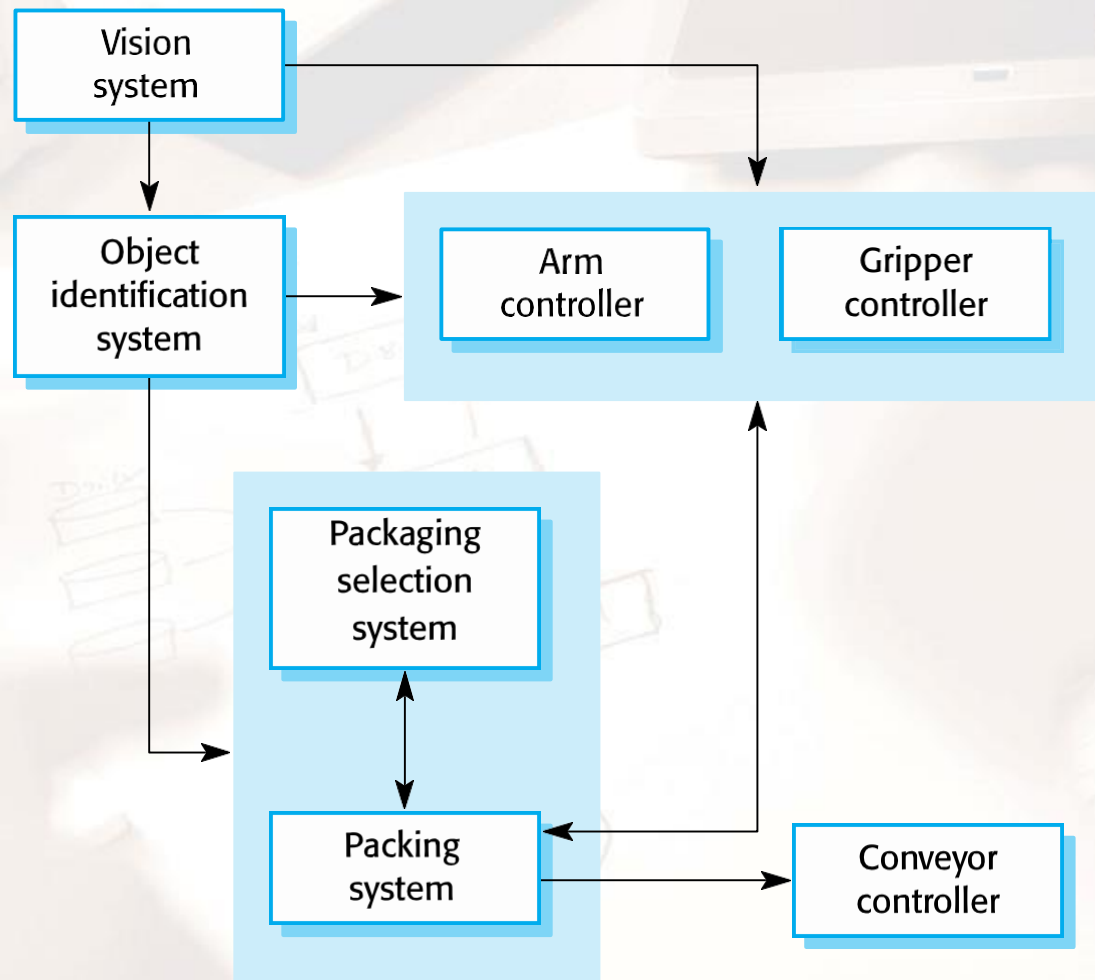 Vision
system
Object
identification
system
Arm
controller
Gripper
controller
Packaging
selection
system
Packing
system
Conveyor
controller